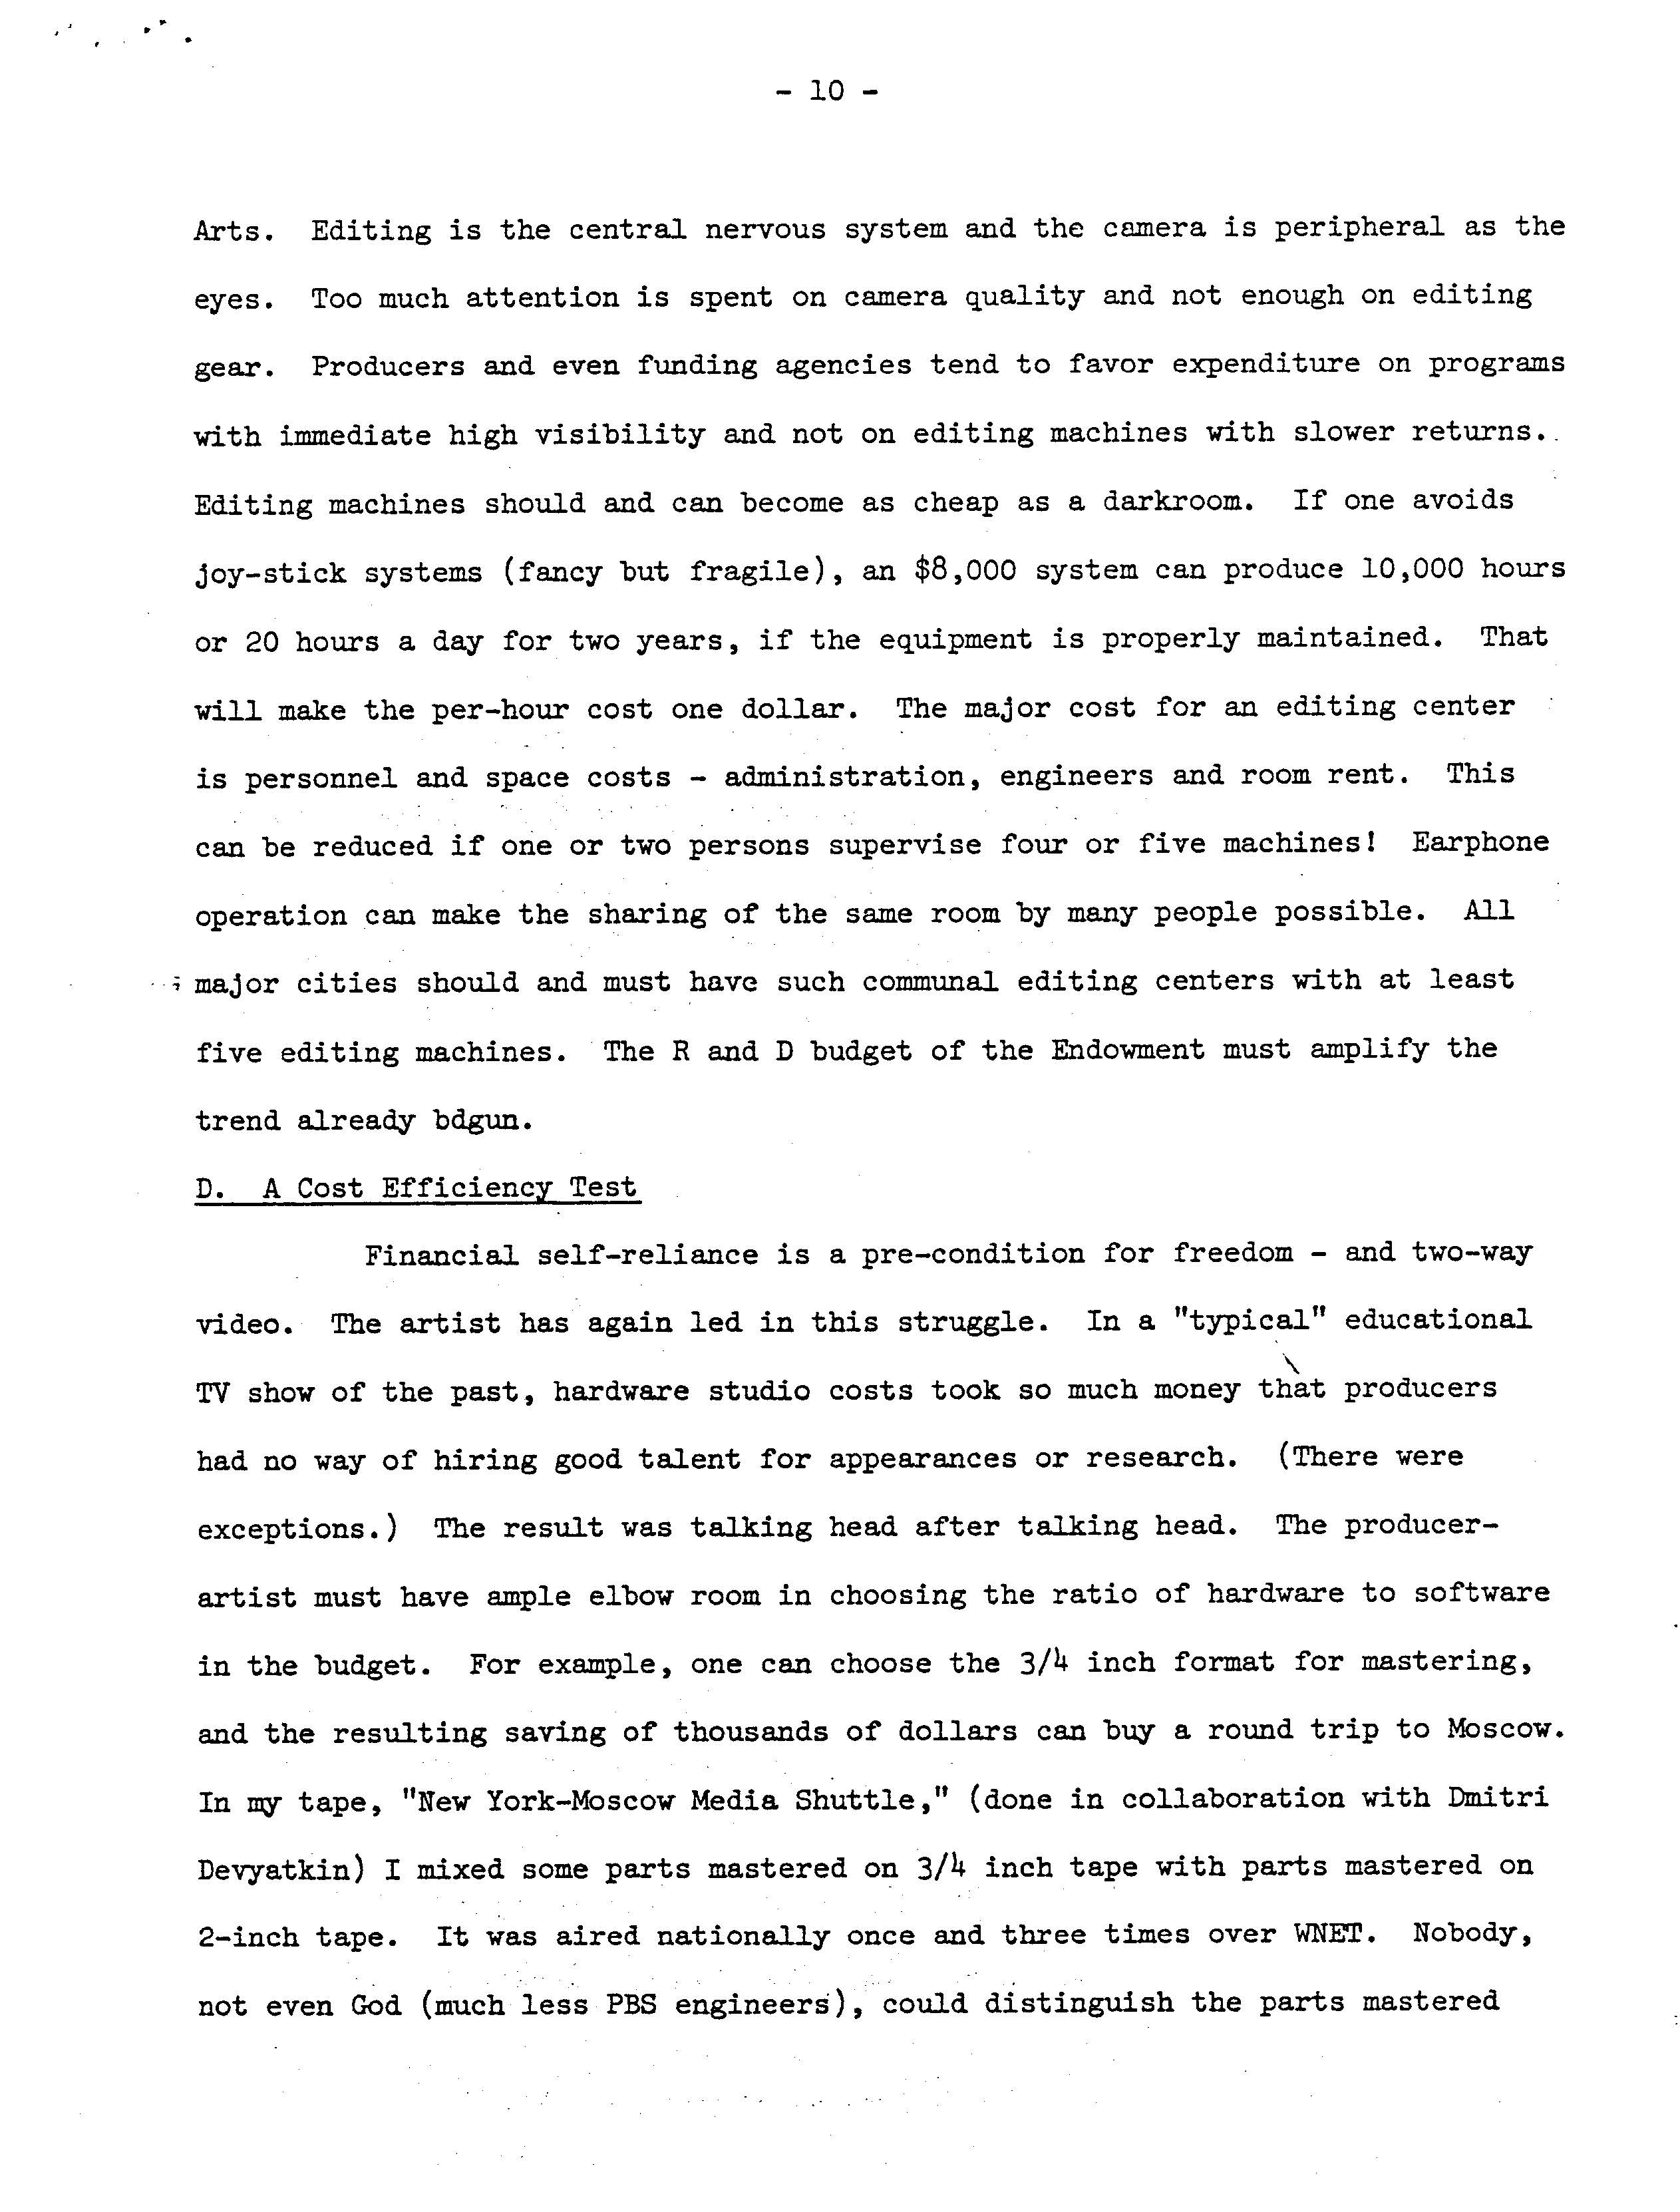 - 10 -
Arts. Editing is the central nervous system and the camera is peripheral as the
eyes. Too much attention is spent on camera quality and not enough on editing
gear. Producers and even funding agencies tend to favor expenditure on programs
with immediate high visibility and not on editing machines with slower returns.
Editing machines should and can become as cheap as a darkroom. If one avoids
joy-stick systems (fancy but fragile), an $8,000 system can produce 10,000 hours
or 20 hours a day for two years, if the equipment is properly maintained. That
will make the per-hour cost one dollar. The major cost for an editing center
is personnel and space costs - administration, engineers and room rent. This
can be reduced if one or two persons supervise four or five machines! Earphone
operation can make the sharing of the same room by many people possible. All
major cities should and must have such communal editing centers with at least
five editing machines. The R and D budget of the Endowment must amplify the
trend already bdgun.
D. A Cost Efficiency Test
Financial self-reliance is a pre-condition for freedom - and two-way
video. The artist has again led in this struggle. In a "typical" educational
TV show of the past, hardware studio costs took so much money that producers
had no way of hiring good talent for appearances or research. (There were
exceptions.) The result was talking head after talking head. The producer-
artist must have ample elbow room in choosing the ratio of hardware to software
in the budget. For example, one can choose the 3/4 inch format for mastering,
and the resulting saving of thousands of dollars can buy a round trip to Moscow.
In my tape, "New York-Moscow Media Shuttle," (done in collaboration with Dmitri
Devyatkin) I mixed some parts mastered on 3/4 inch tape with parts mastered on
2-inch tape. It was aired nationally once and three times over WNET. Nobody,
not even God (much less PBS engineers), could distinguish the parts mastered